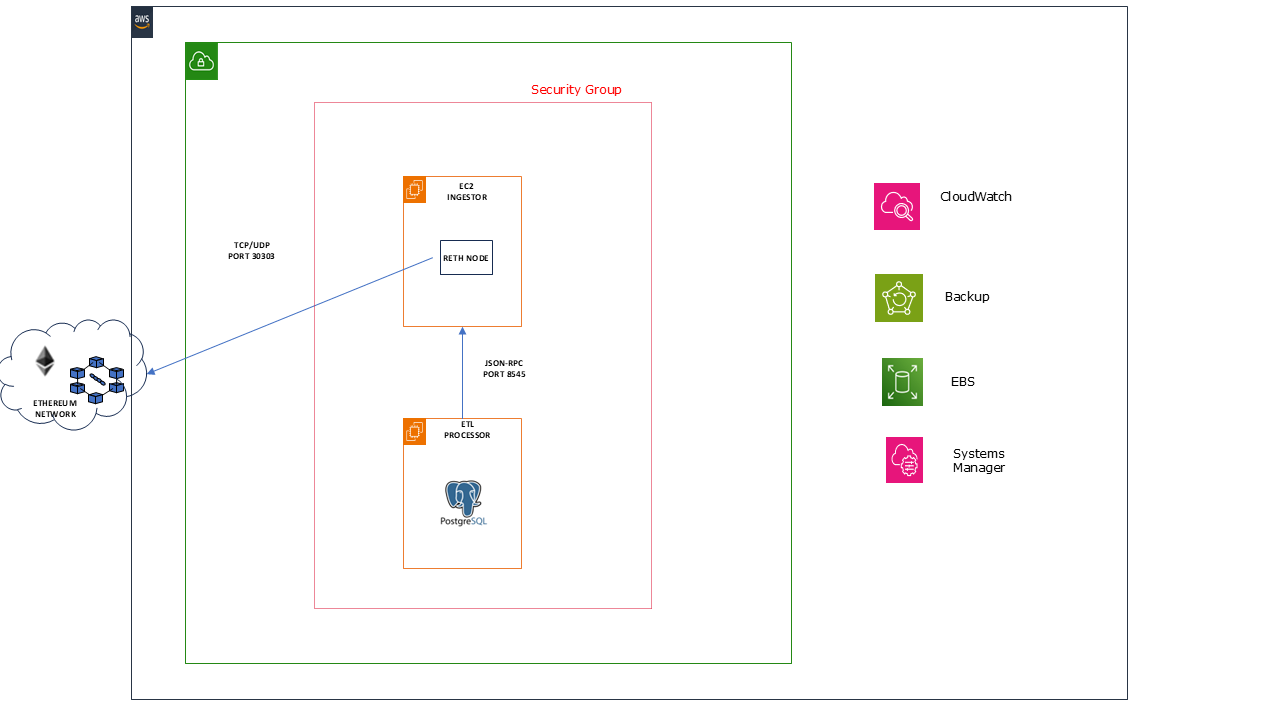 aws
Security Group
EC2
INGESTOR
CloudWatch
TCP/UDP
PORT 30303
RETH NODE
Backup
JSON-RPC
PORT 8545
EBS
ETHEREUM
NETWORK
ETL
PROCESSOR
Systems
Manager
PostgreSQL